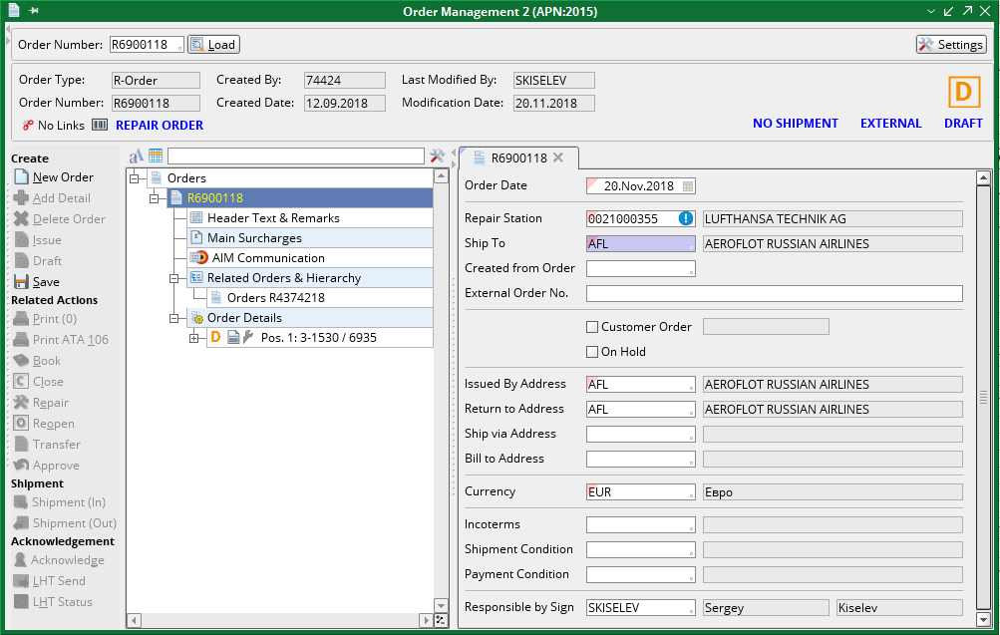 Order Management 2 (APN:2015)
Order Number: R6900118 Load Settings
Order Type: R-Order Created By: 74424 Last Modified By: SKISELEV
Order Number: R6900118 Created Date: 12.09.2018 Modification Date: 20.11.2018
D
No Links REPAIR ORDER NO SHIPMENT EXTERNAL DRAFT
Create
New Order
Add Detail
Delete Order
Issue
Draft
Save
Related Actions
Print (0)
Print ATA 106
Book
Close
Repair
Reopen
Transfer
Approve
Shipment
Shipment (In)
Shipment (Out)
Acknowledgement
Acknowledge
LHT Send
LHT Status
Orders
R6900118
Header Text & Remarks
Main Surcharges
AIM Communication
Related Orders & Hierarchy
Orders R4374218
Order Details
D Pos. 1: 3-1530 / 6935
R6900118
Order Date 20.Nov.2018
Repair Station 0021000355 LUFTHANSA TECHNIK AG
Ship To AFL AEROFLOT RUSSIAN AIRLINES
Created from Order
External Order No.
Customer Order
On Hold
Issued By Address AFL AEROFLOT RUSSIAN AIRLINES
Return to Address AFL AEROFLOT RUSSIAN AIRLINES
Ship via Address
Bill to Address
Currency EUR Евро
Incoterms
Shipment Condition
Payment Condition
Responsible by Sign SKISELEV Sergey Kiselev